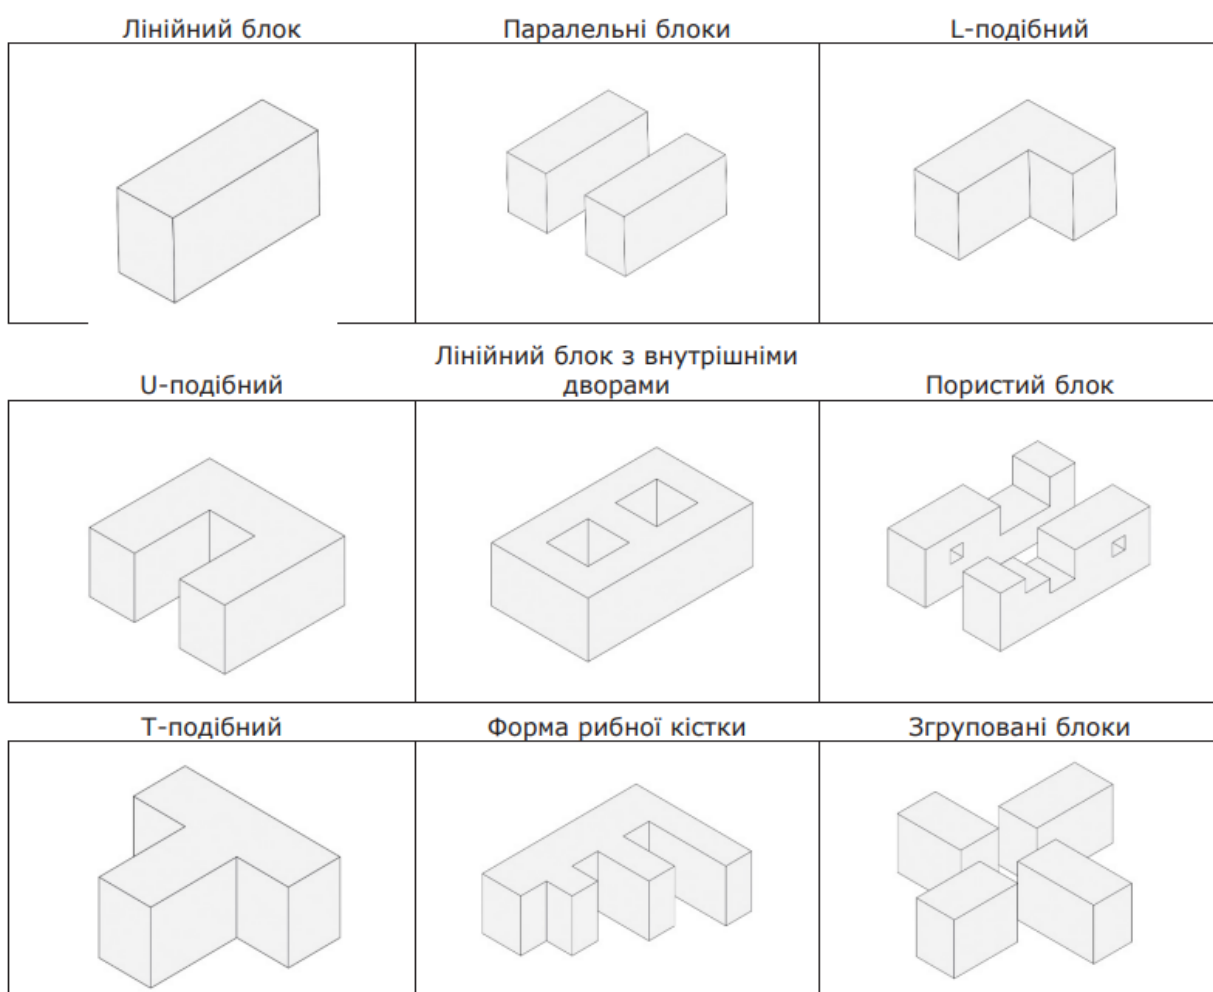 Лінійний блок
Паралельні блоки
L-подібний
U-подібний
Лінійний блок з внутрішніми
дворами
Пористий блок
Т-подібний
Форма рибної кістки
Згруповані блоки